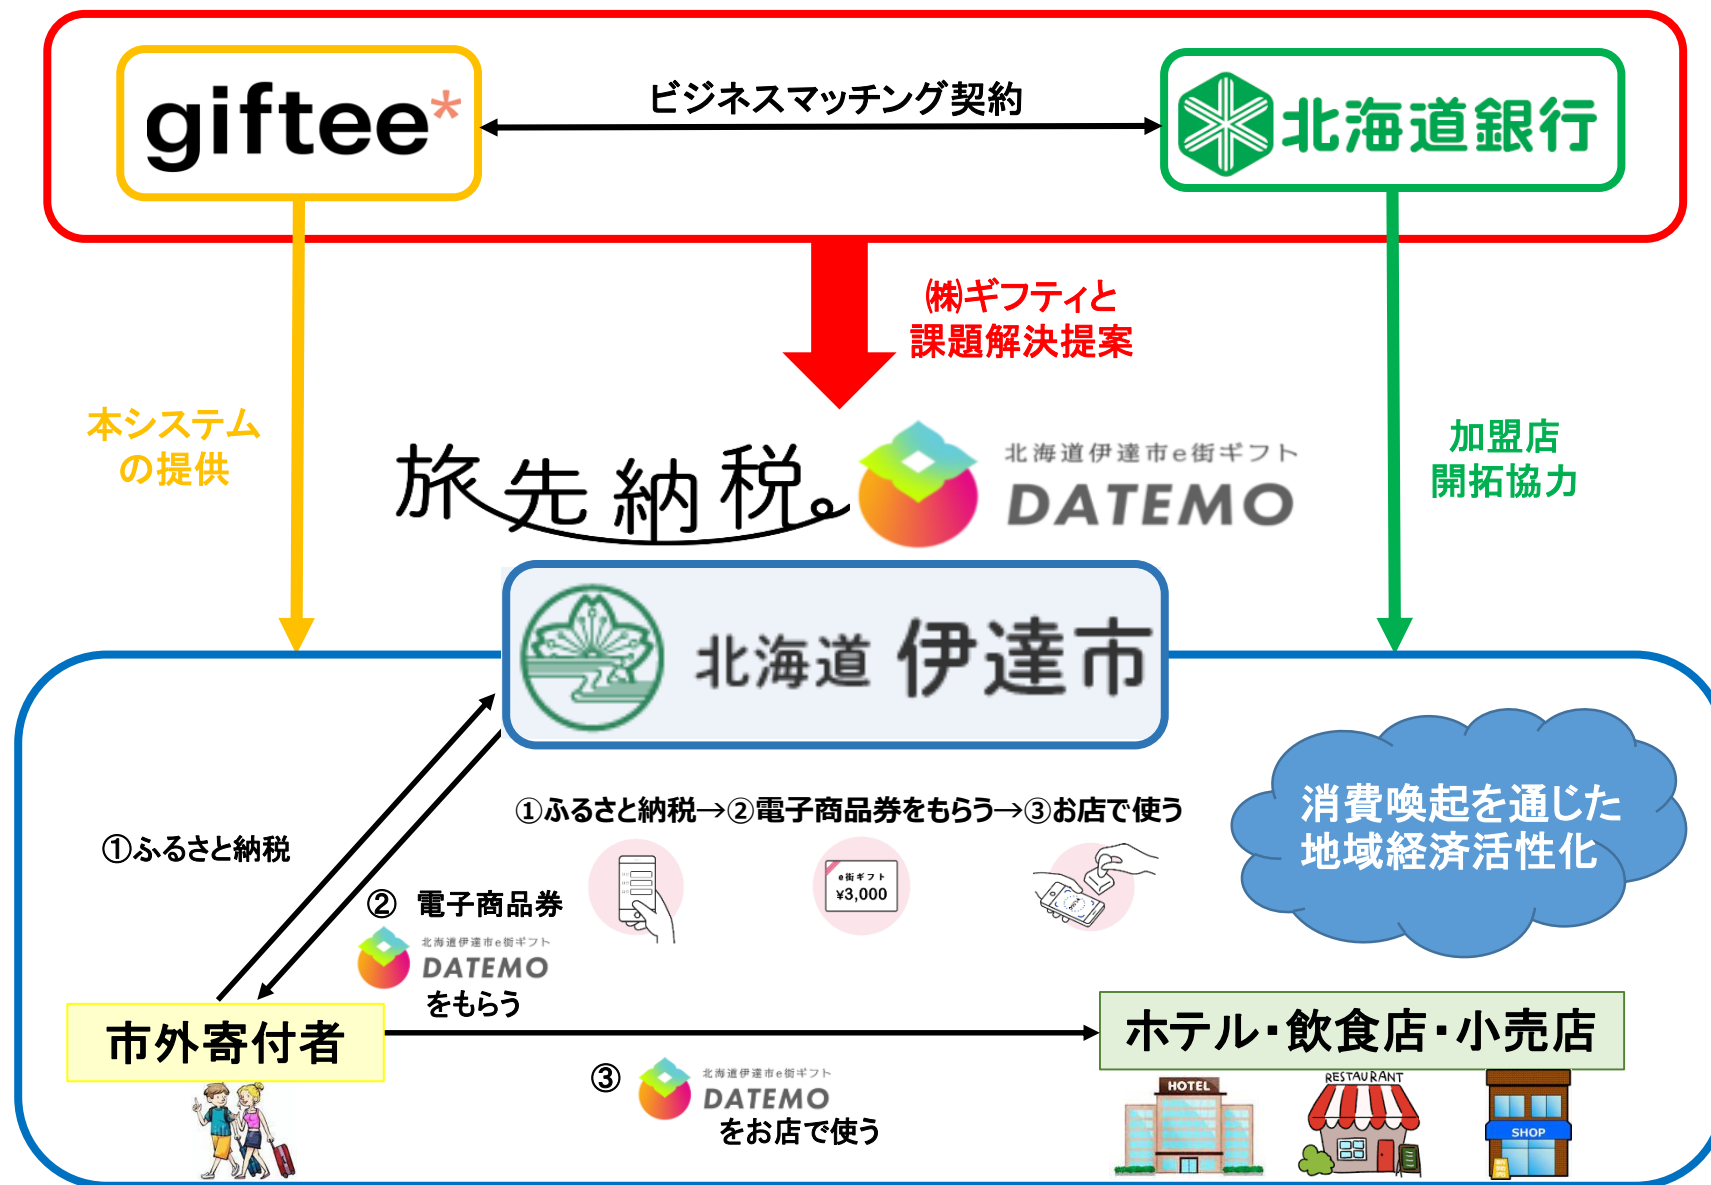 giftee*
ビジネスマッチング契約
北海道銀行
㈱ギフティと
課題解決提案
本システム
の提供
加盟店
開拓協力
旅先納税。
北海道伊達市e街ギフト
DATEMO
北海道 伊達市
①ふるさと納税→②電子商品券をもらう→③お店で使う
消費喚起を通じた
地域経済活性化
①ふるさと納税
② 電子商品券
北海道伊達市e街ギフト
DATEMO
をもらう
e街ギフト
¥3,000
市外寄付者
ホテル・飲食店・小売店
③
北海道伊達市e街ギフト
DATEMO
をお店で使う
HOTEL
RESTAURANT
SHOP